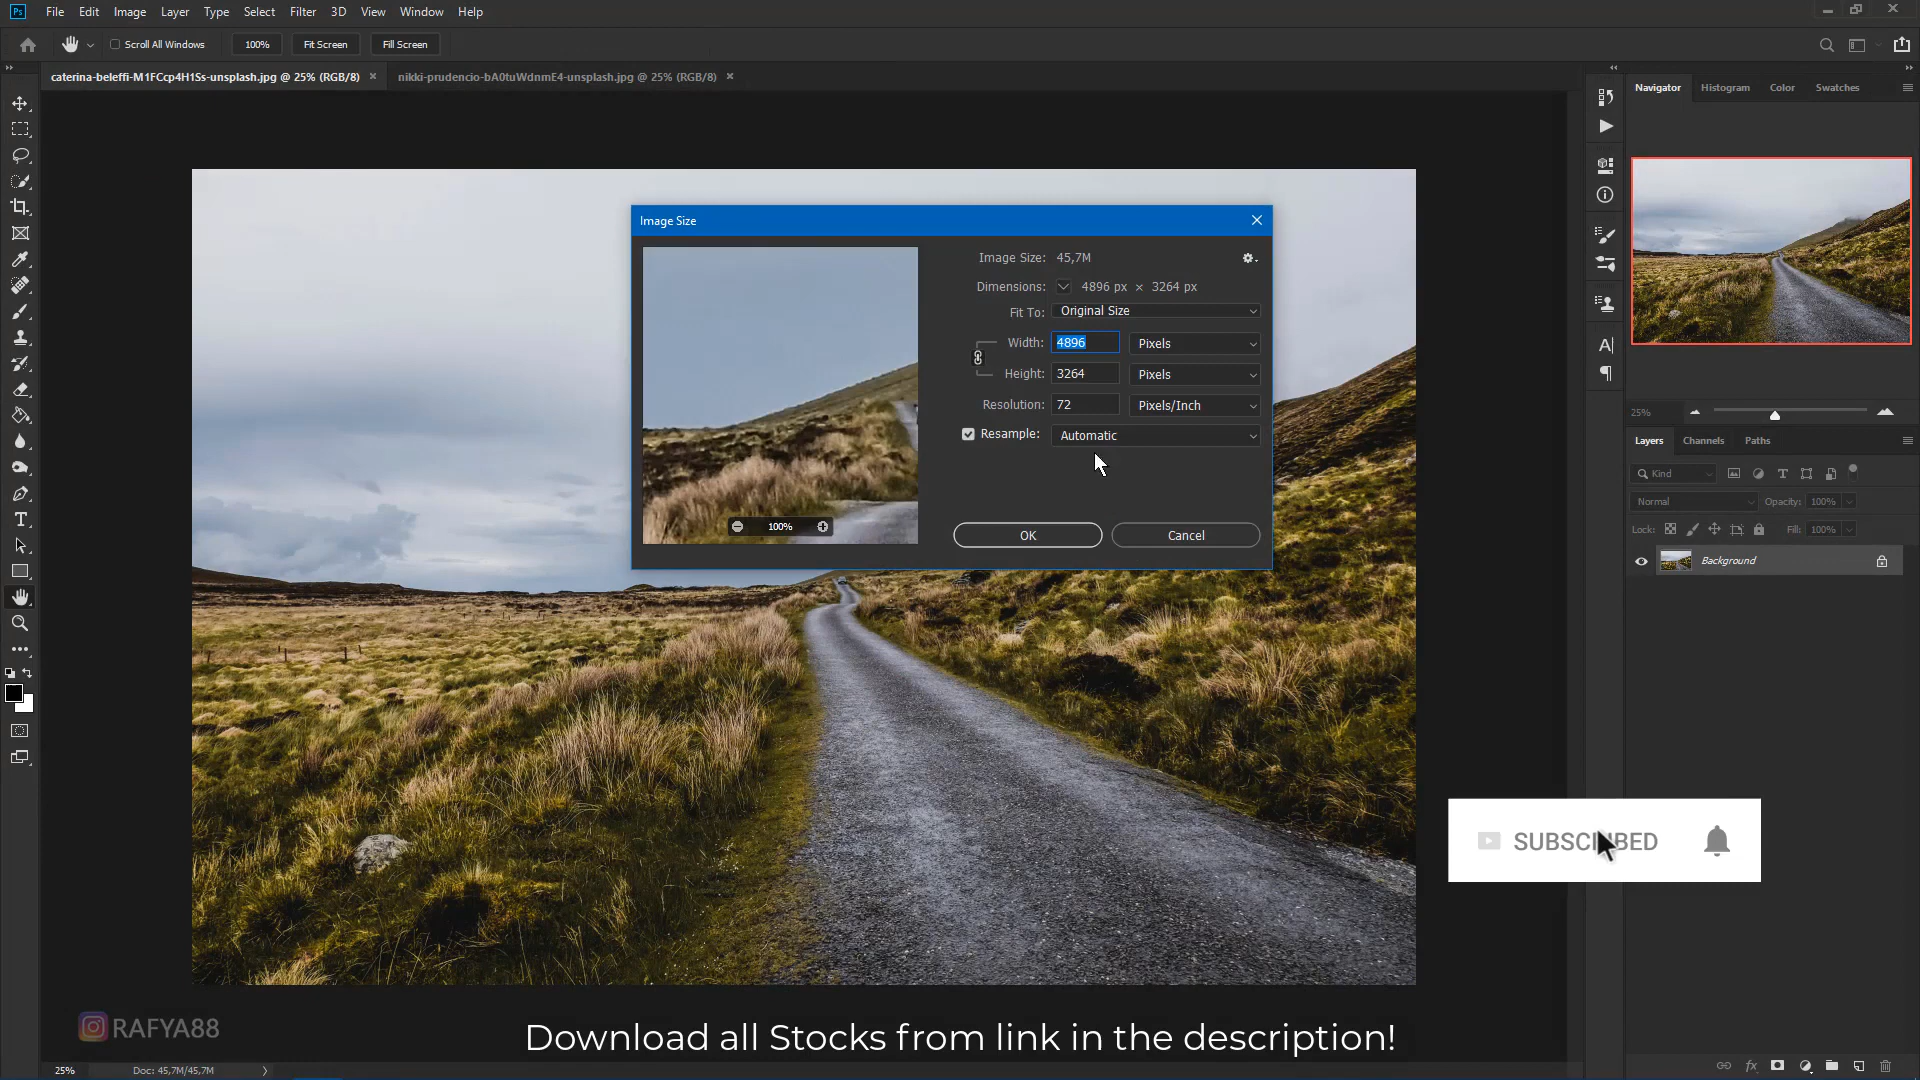 Ps File Edit Image Layer Type Select Filter 3D View Window Help
Scroll All Windows 100% Fit Screen Fill Screen
caterina-beleffi-M1FCcp4H1Ss-unsplash.jpg @ 25% (RGB/8) × nikki-prudencio-bA0tuWdnmE4-unsplash.jpg @ 25% (RGB/8) ×
Navigator Histogram Color Swatches
Image Size
Image Size: 45,7M
Dimensions: 4896 px × 3264 px
Fit To: Original Size
Width: 4896 Pixels
Height: 3264 Pixels
Resolution: 72 Pixels/Inch
Resample: Automatic
100%
OK Cancel
25%
Layers Channels Paths
Kind
Normal Opacity: 100%
Lock: Fill: 100%
Background
SUBSCRIBED
RAFYA88
Download all Stocks from link in the description!
25% Doc: 45,7M/45,7M